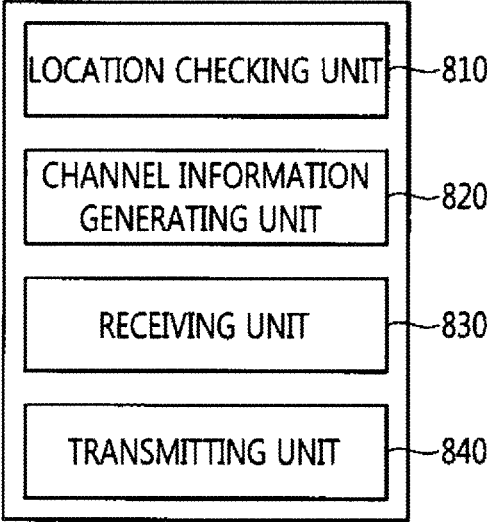 LOCATION CHECKING UNIT 810
CHANNEL INFORMATION
GENERATING UNIT 820
RECEIVING UNIT 830
TRANSMITTING UNIT 840